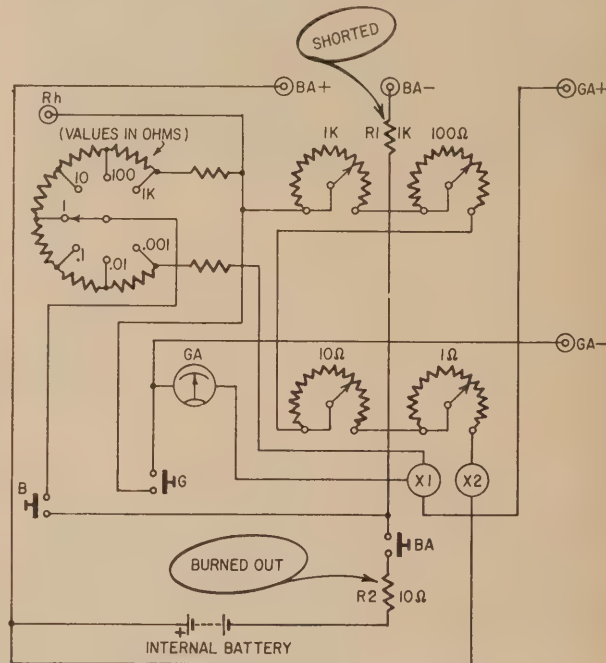 SHORTED
BA+
BA-
GA+
Rh
(VALUES IN OHMS)
1K
R1
1K
100Ω
10
100
1K
1
.1
.01
.001
GA-
GA
10Ω
1Ω
B
G
X1
X2
BURNED OUT
BA
R2
10Ω
+
INTERNAL BATTERY